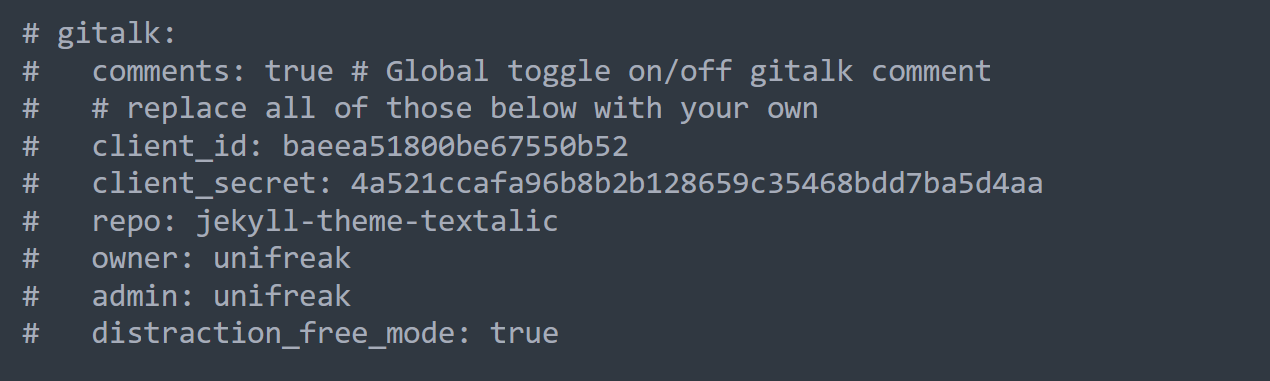 # gitalk:
#   comments: true # Global toggle on/off gitalk comment
#   # replace all of those below with your own
#   client_id: baeea51800be67550b52
#   client_secret: 4a521ccafa96b8b2b128659c35468bdd7ba5d4aa
#   repo: jekyll-theme-textalic
#   owner: unifreak
#   admin: unifreak
#   distraction_free_mode: true